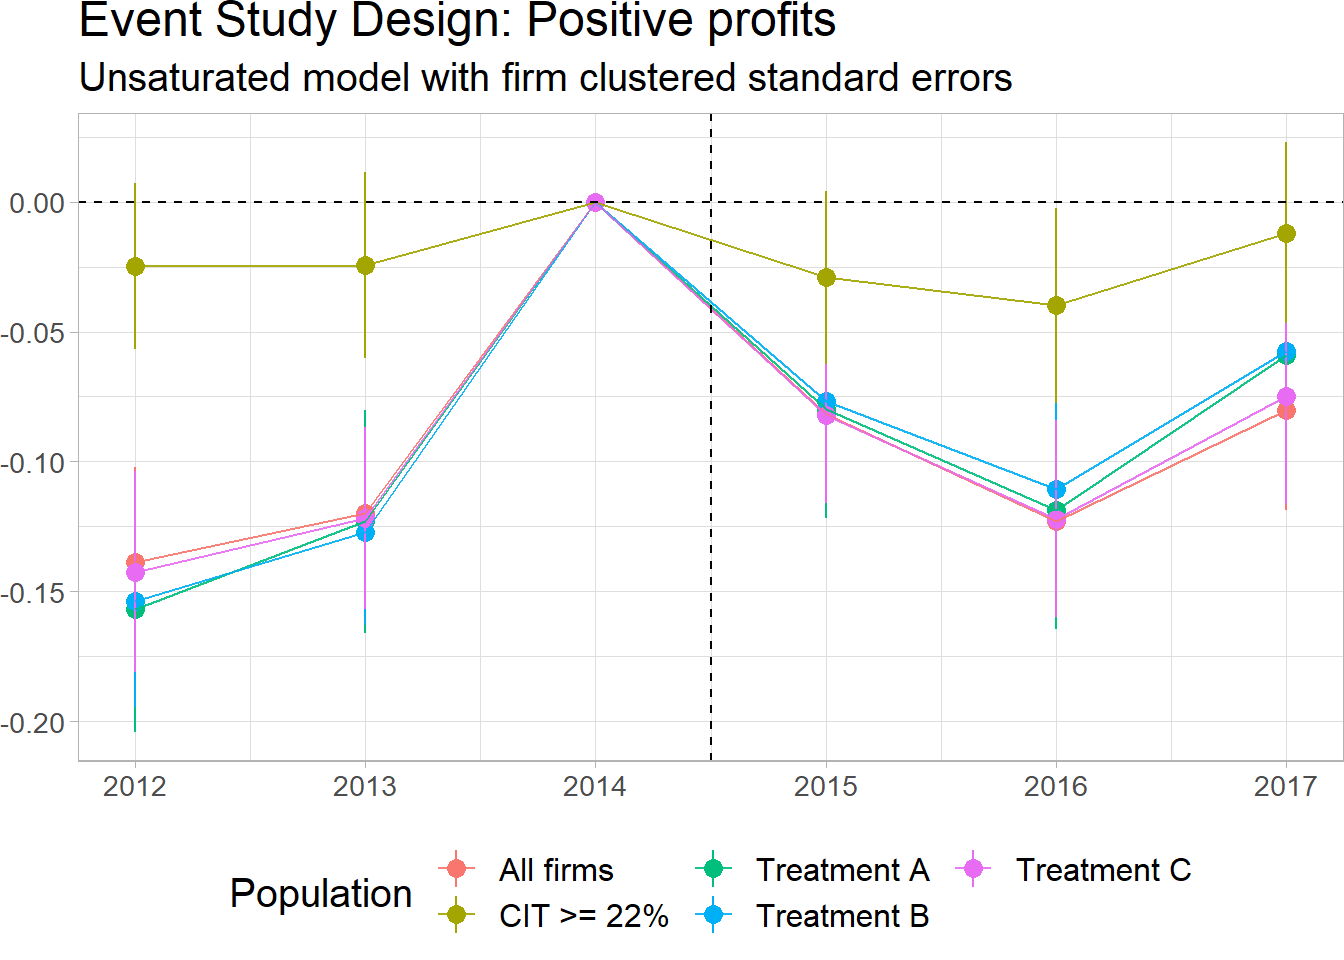 Event Study Design: Positive profits
Unsaturated model with firm clustered standard errors
0.00
-0.05
-0.10
-0.15
-0.20
2012 2013 2014 2015 2016 2017
Population
All firms Treatment A Treatment C
CIT >= 22% Treatment B